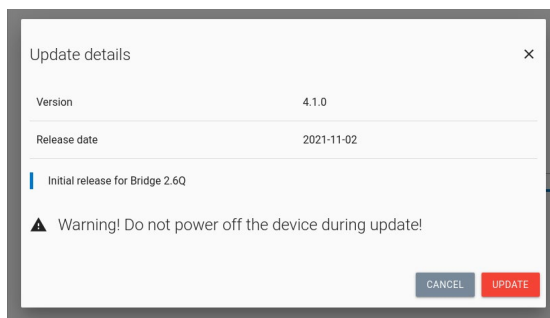 Update details
Version 4.1.0
Release date 2021-11-02
Initial release for Bridge 2.6Q
Warning! Do not power off the device during update!
CANCEL UPDATE